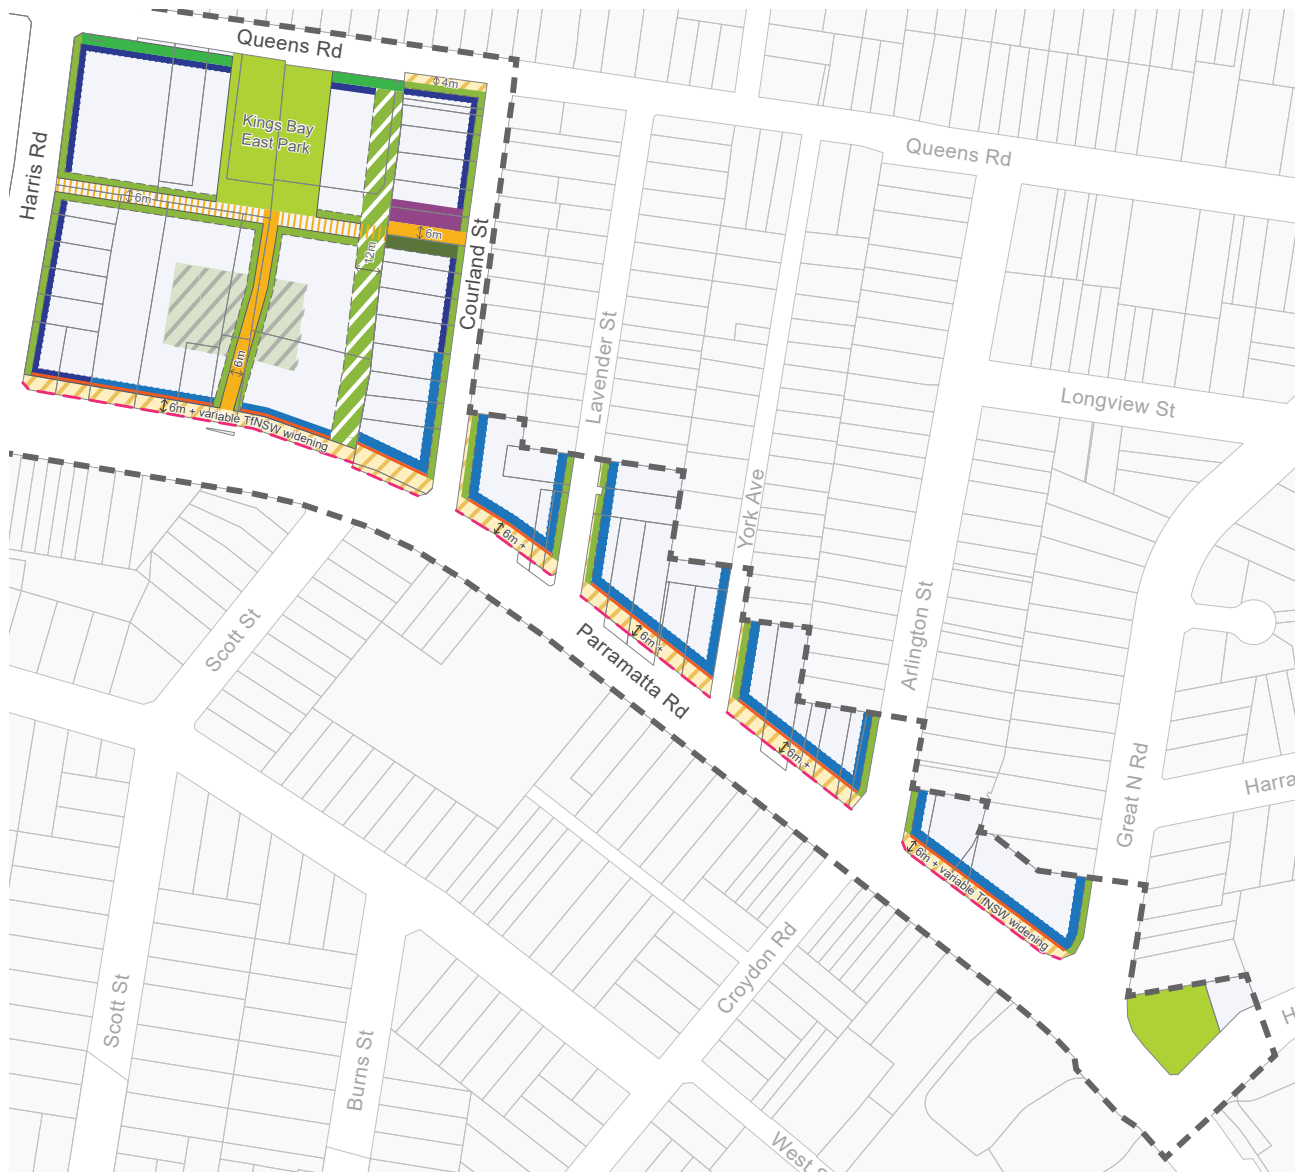 Queens Rd
4m
Kings Bay
East Park
Queens Rd
Harris Rd
6m
6m
12m
Courland St
Lavender St
6m
6m + variable TfNSW widening
Longview St
York Ave
6m +
Arlington St
Scott St
6m +
Parramatta Rd
6m +
Great N Rd
Harra
6m + variable TfNSW widening
Croydon Rd
Scott St
Burns St
H
West S